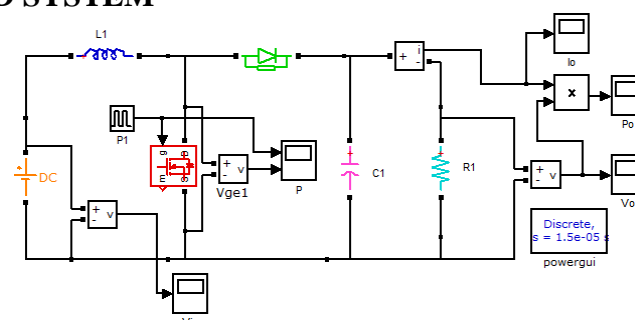 SYSTEM
L1
i
+
-
Io
x
Po
P1
g
m
DC
+
-
v
Vge1
P
+
C1
+
R1
+
-
v
Vo
+
-
v
Discrete,
s = 1.5e-05 s
powergui